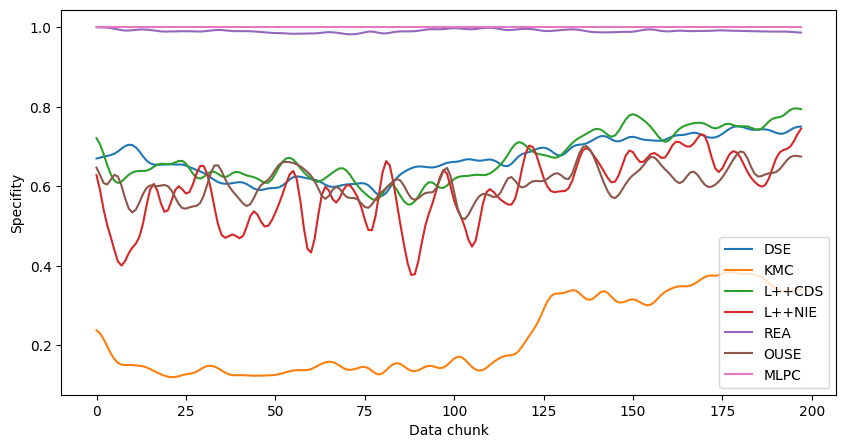 1.0
0.8
0.6
0.4
0.2
Specifity
0
25
50
75
100
125
150
175
200
Data chunk
DSE
KMC
L++CDS
L++NIE
REA
OUSE
MLPC